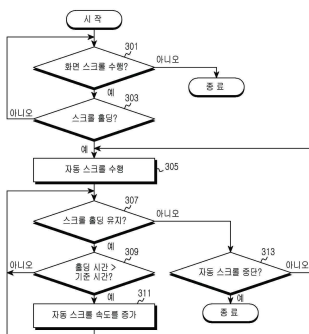 시 작
301
화면 스크롤 수행?
아니오
예
종 료
303
스크롤 홀딩?
아니오
예
자동 스크롤 수행
305
307
스크롤 홀딩 유지?
아니오
예
309
홀딩 시간 >
기준 시간?
아니오
313
자동 스크롤 중단?
아니오
예
예
311
자동 스크롤 속도를 증가
종 료